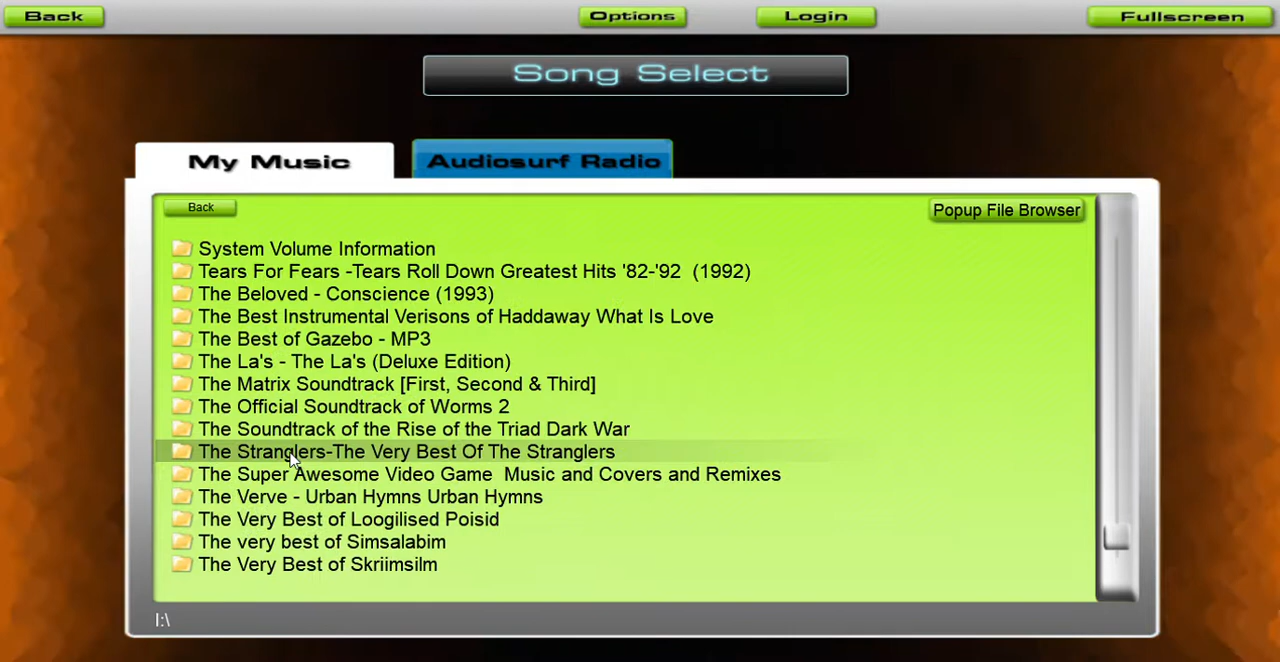 Back
Options
Login
Fullscreen
Song Select
My Music
Audiosurf Radio
Back
Popup File Browser
System Volume Information
Tears For Fears -Tears Roll Down Greatest Hits '82-'92  (1992)
The Beloved - Conscience (1993)
The Best Instrumental Verisons of Haddaway What Is Love
The Best of Gazebo - MP3
The La's - The La's (Deluxe Edition)
The Matrix Soundtrack [First, Second & Third]
The Official Soundtrack of Worms 2
The Soundtrack of the Rise of the Triad Dark War
The Stranglers-The Very Best Of The Stranglers
The Super Awesome Video Game  Music and Covers and Remixes
The Verve - Urban Hymns Urban Hymns
The Very Best of Loogilised Poisid
The very best of Simsalabim
The Very Best of Skriimsilm
I:\